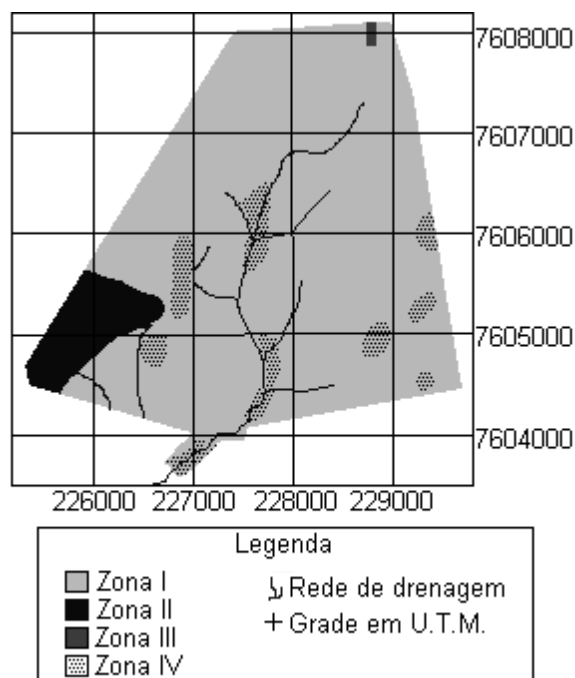 7608000
7607000
7606000
7605000
7604000
226000 227000 228000 229000
Legenda
Zona I
Zona II
Zona III
Zona IV
Rede de drenagem
Grade em U.T.M.